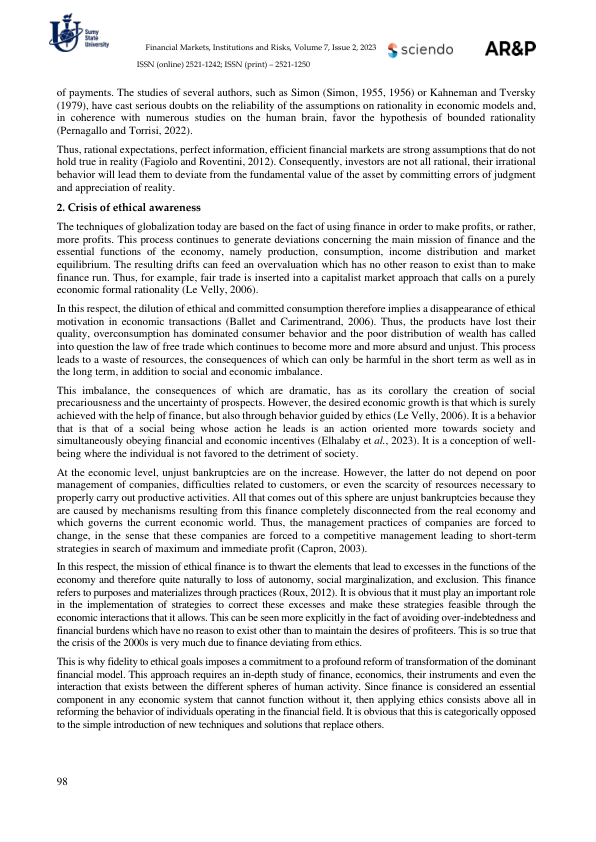 Sumy
State
University
Financial Markets, Institutions and Risks, Volume 7, Issue 2, 2023
sciendo
AR&P
ISSN (online) 2521-1242; ISSN (print) – 2521-1250
of payments. The studies of several authors, such as Simon (Simon, 1955, 1956) or Kahneman and Tversky
(1979), have cast serious doubts on the reliability of the assumptions on rationality in economic models and,
in coherence with numerous studies on the human brain, favor the hypothesis of bounded rationality
(Pernagallo and Torrisi, 2022).
Thus, rational expectations, perfect information, efficient financial markets are strong assumptions that do not
hold true in reality (Fagiolo and Roventini, 2012). Consequently, investors are not all rational, their irrational
behavior will lead them to deviate from the fundamental value of the asset by committing errors of judgment
and appreciation of reality.
2. Crisis of ethical awareness
The techniques of globalization today are based on the fact of using finance in order to make profits, or rather,
more profits. This process continues to generate deviations concerning the main mission of finance and the
essential functions of the economy, namely production, consumption, income distribution and market
equilibrium. The resulting drifts can feed an overvaluation which has no other reason to exist than to make
finance run. Thus, for example, fair trade is inserted into a capitalist market approach that calls on a purely
economic formal rationality (Le Velly, 2006).
In this respect, the dilution of ethical and committed consumption therefore implies a disappearance of ethical
motivation in economic transactions (Ballet and Carimentrand, 2006). Thus, the products have lost their
quality, overconsumption has dominated consumer behavior and the poor distribution of wealth has called
into question the law of free trade which continues to become more and more absurd and unjust. This process
leads to a waste of resources, the consequences of which can only be harmful in the short term as well as in
the long term, in addition to social and economic imbalance.
This imbalance, the consequences of which are dramatic, has as its corollary the creation of social
precariousness and the uncertainty of prospects. However, the desired economic growth is that which is surely
achieved with the help of finance, but also through behavior guided by ethics (Le Velly, 2006). It is a behavior
that is that of a social being whose action he leads is an action oriented more towards society and
simultaneously obeying financial and economic incentives (Elhalaby et al., 2023). It is a conception of well-
being where the individual is not favored to the detriment of society.
At the economic level, unjust bankruptcies are on the increase. However, the latter do not depend on poor
management of companies, difficulties related to customers, or even the scarcity of resources necessary to
properly carry out productive activities. All that comes out of this sphere are unjust bankruptcies because they
are caused by mechanisms resulting from this finance completely disconnected from the real economy and
which governs the current economic world. Thus, the management practices of companies are forced to
change, in the sense that these companies are forced to a competitive management leading to short-term
strategies in search of maximum and immediate profit (Capron, 2003).
In this respect, the mission of ethical finance is to thwart the elements that lead to excesses in the functions of the
economy and therefore quite naturally to loss of autonomy, social marginalization, and exclusion. This finance
refers to purposes and materializes through practices (Roux, 2012). It is obvious that it must play an important role
in the implementation of strategies to correct these excesses and make these strategies feasible through the
economic interactions that it allows. This can be seen more explicitly in the fact of avoiding over-indebtedness and
financial burdens which have no reason to exist other than to maintain the desires of profiteers. This is so true that
the crisis of the 2000s is very much due to finance deviating from ethics.
This is why fidelity to ethical goals imposes a commitment to a profound reform of transformation of the dominant
financial model. This approach requires an in-depth study of finance, economics, their instruments and even the
interaction that exists between the different spheres of human activity. Since finance is considered an essential
component in any economic system that cannot function without it, then applying ethics consists above all in
reforming the behavior of individuals operating in the financial field. It is obvious that this is categorically opposed
to the simple introduction of new techniques and solutions that replace others.
98